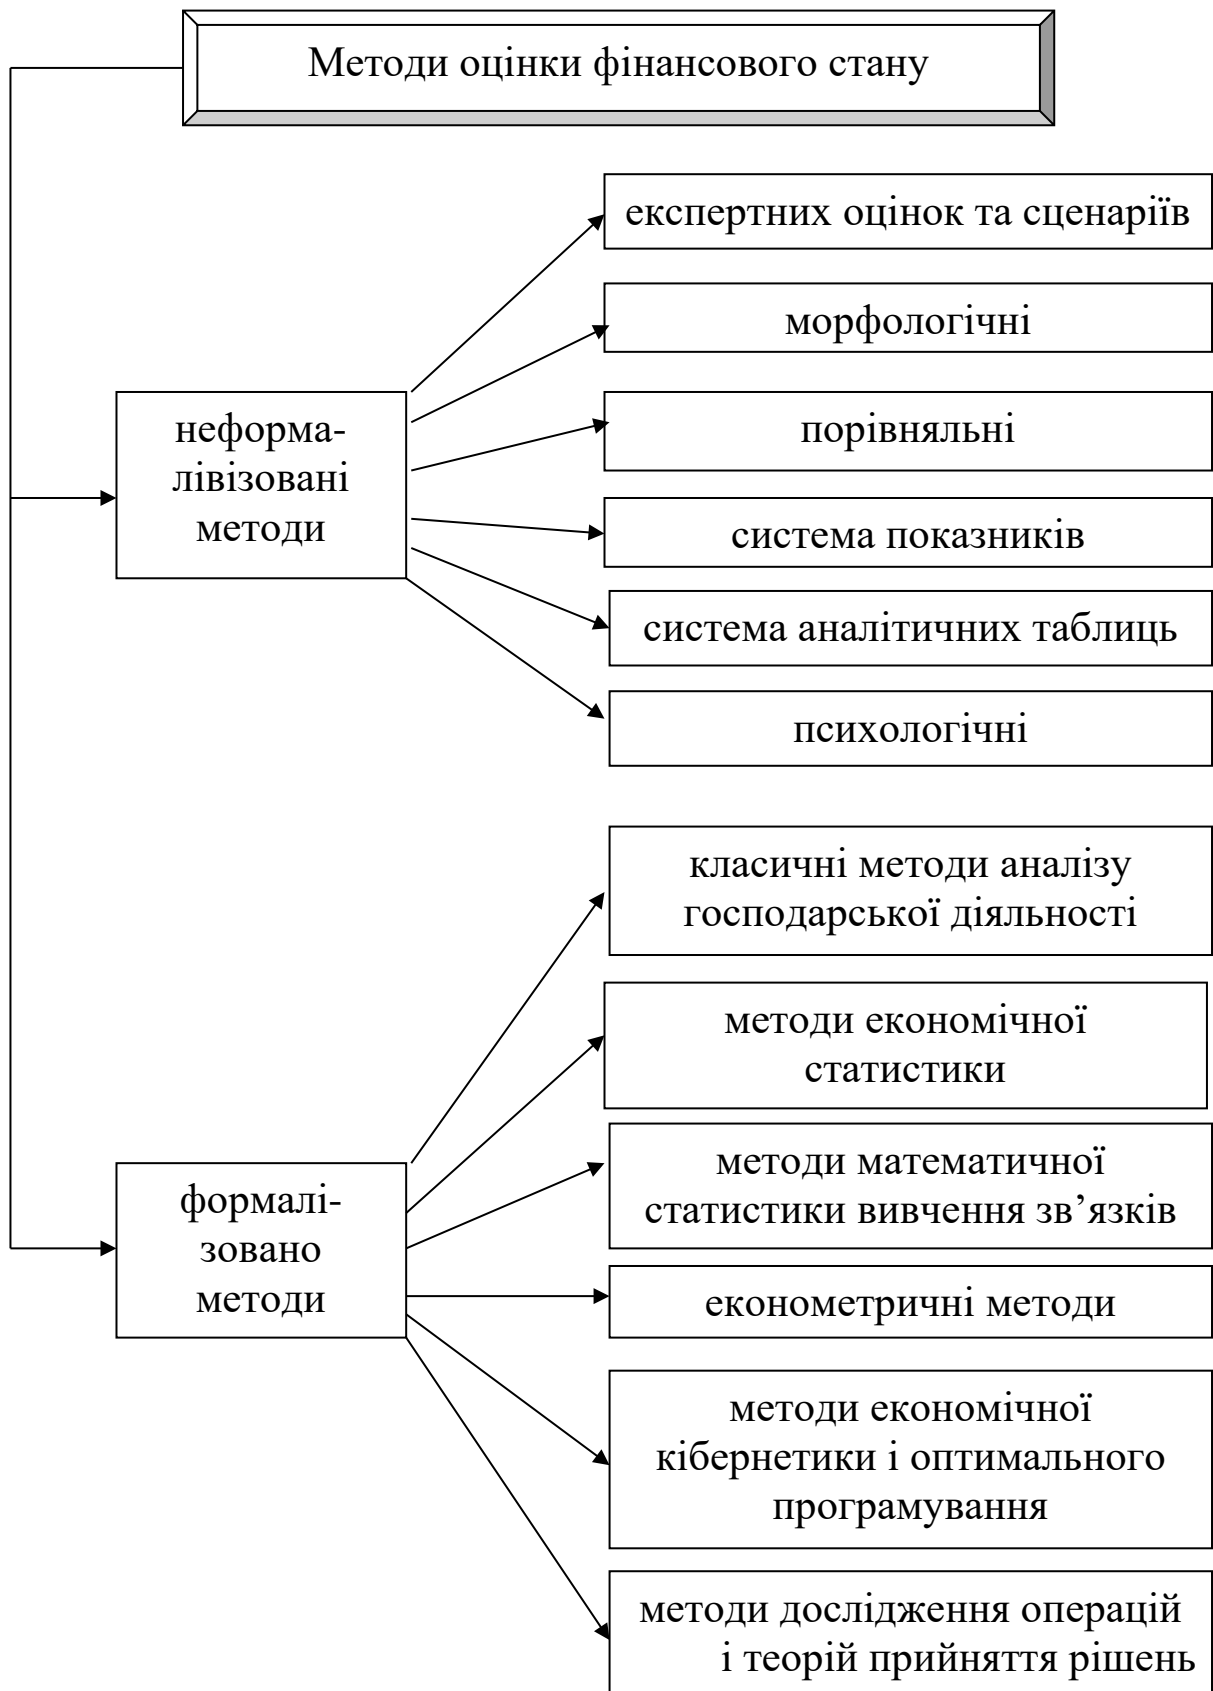 Методи оцінки фінансового стану
експертних оцінок та сценаріїв
морфологічні
неформа-
лівізовані
методи
порівняльні
система показників
система аналітичних таблиць
психологічні
класичні методи аналізу
господарської діяльності
методи економічної
статистики
формалі-
зовано
методи
методи математичної
статистики вивчення зв’язків
економетричні методи
методи економічної
кібернетики і оптимального
програмування
методи дослідження операцій
і теорій прийняття рішень